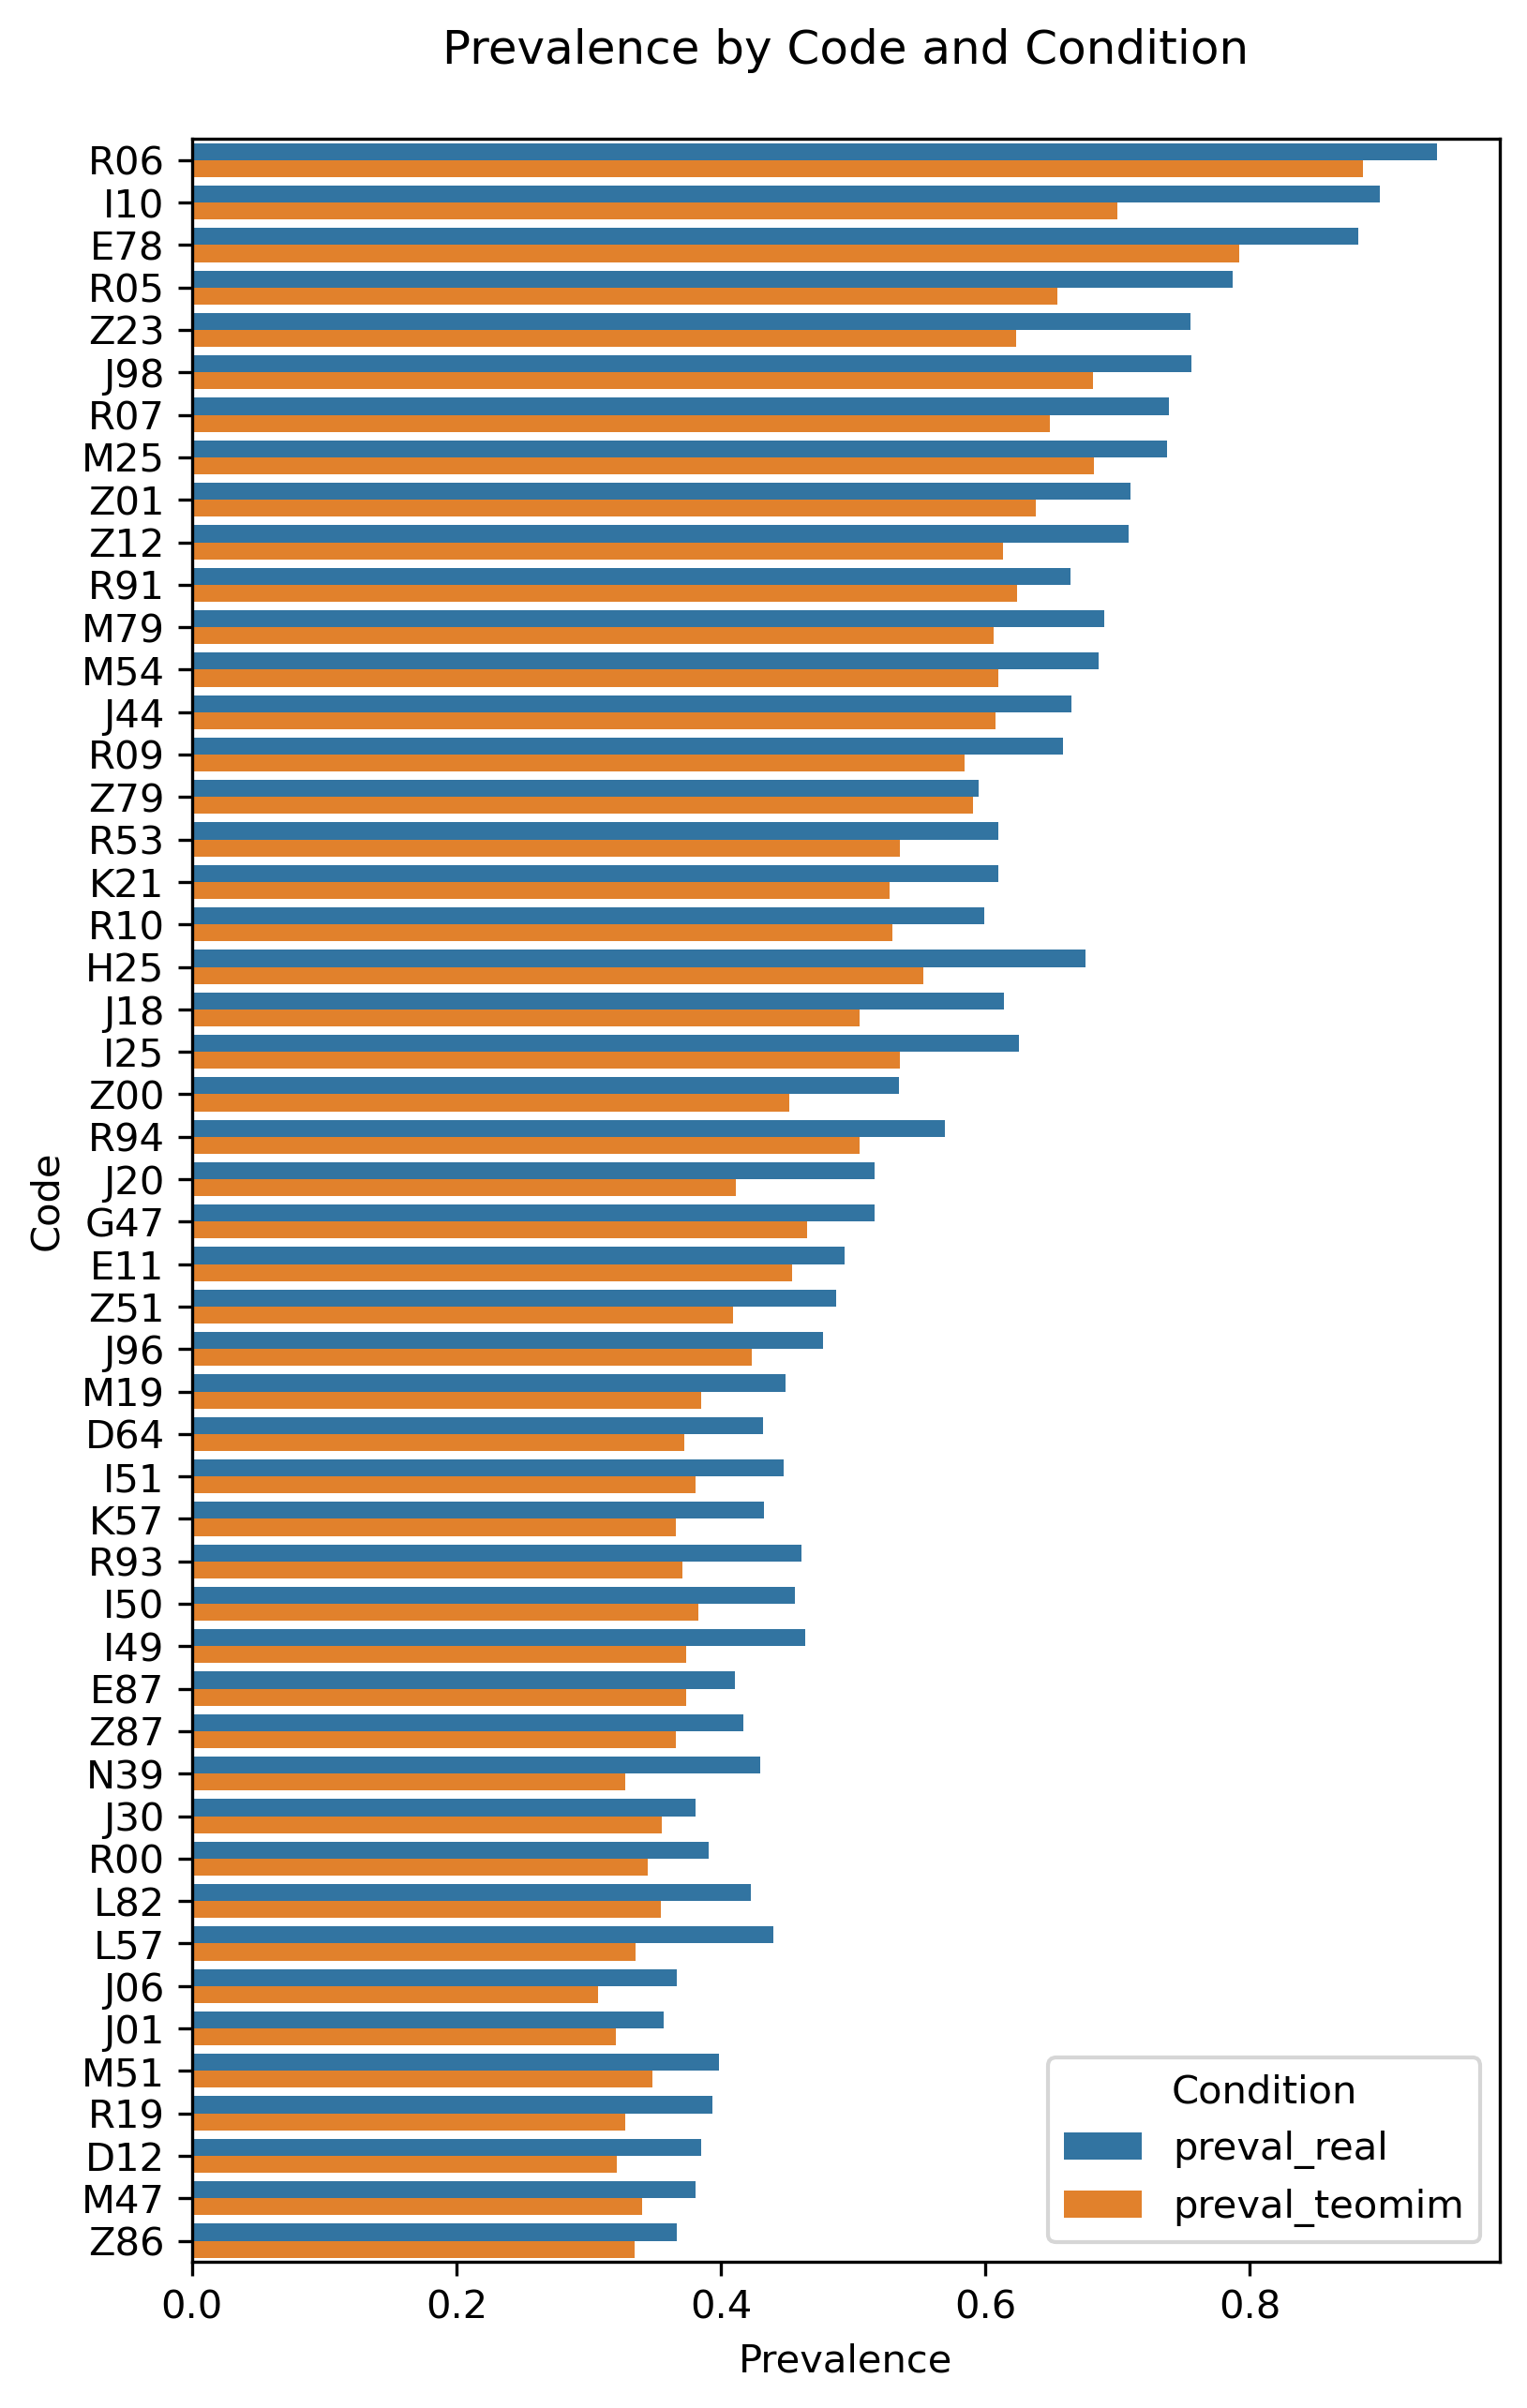 Prevalence by Code and Condition
R06
I10
E78
R05
Z23
J98
R07
M25
Z01
Z12
R91
M79
M54
J44
R09
Z79
R53
K21
R10
H25
J18
I25
Z00
R94
J20
G47
E11
Z51
J96
M19
D64
I51
K57
R93
I50
I49
E87
Z87
N39
J30
R00
L82
L57
J06
J01
M51
R19
D12
M47
Z86
Code
Condition
preval_real
preval_teomim
0.0 0.2 0.4 0.6 0.8
Prevalence